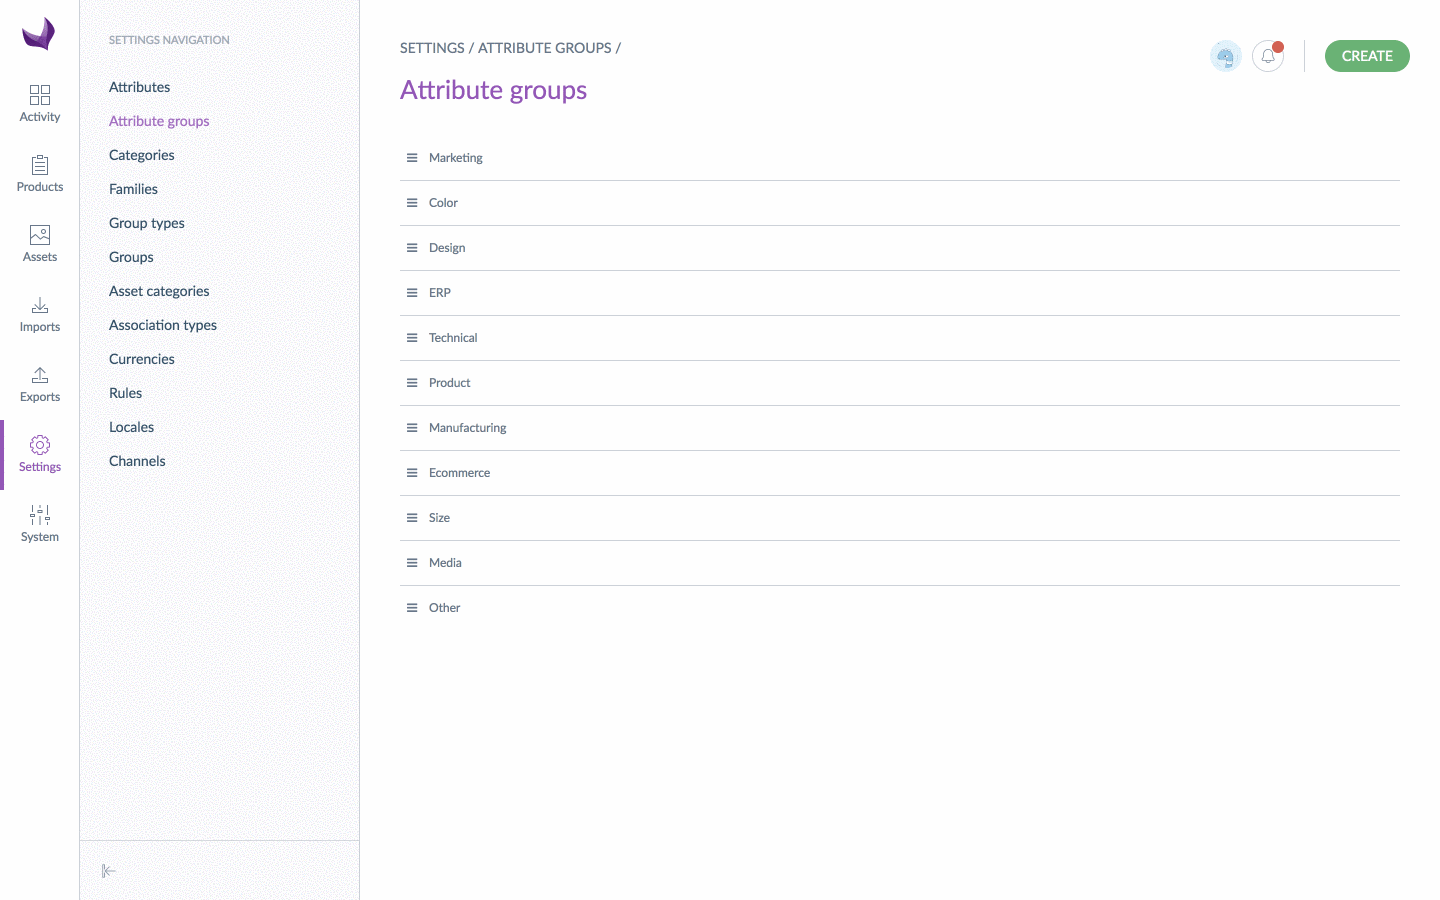 Activity
Products
Assets
Imports
Exports
Settings
System
SETTINGS NAVIGATION
Attributes
Attribute groups
Categories
Families
Group types
Groups
Asset categories
Association types
Currencies
Rules
Locales
Channels
SETTINGS / ATTRIBUTE GROUPS /
CREATE
Attribute groups
Marketing
Color
Design
ERP
Technical
Product
Manufacturing
Ecommerce
Size
Media
Other